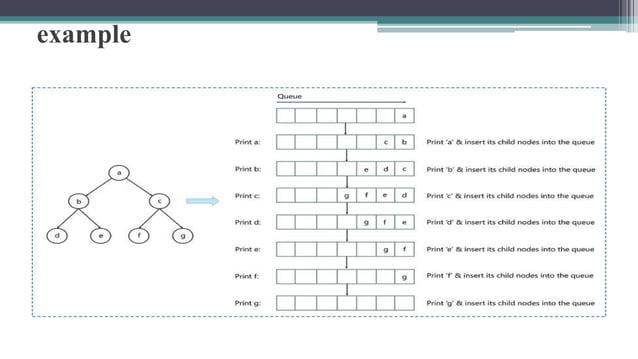 example
Queue
a
Print a: c b Print 'a' & insert its child nodes into the queue
Print b: e d c Print 'b' & insert its child nodes into the queue
Print c: g f e d Print 'c' & insert its child nodes into the queue
Print d: g f e Print 'd' & insert its child nodes into the queue
Print e: g f Print 'e' & insert its child nodes into the queue
Print f: g Print 'f' & insert its child nodes into the queue
Print g: Print 'g' & insert its child nodes into the queue
a
b c
d e f g